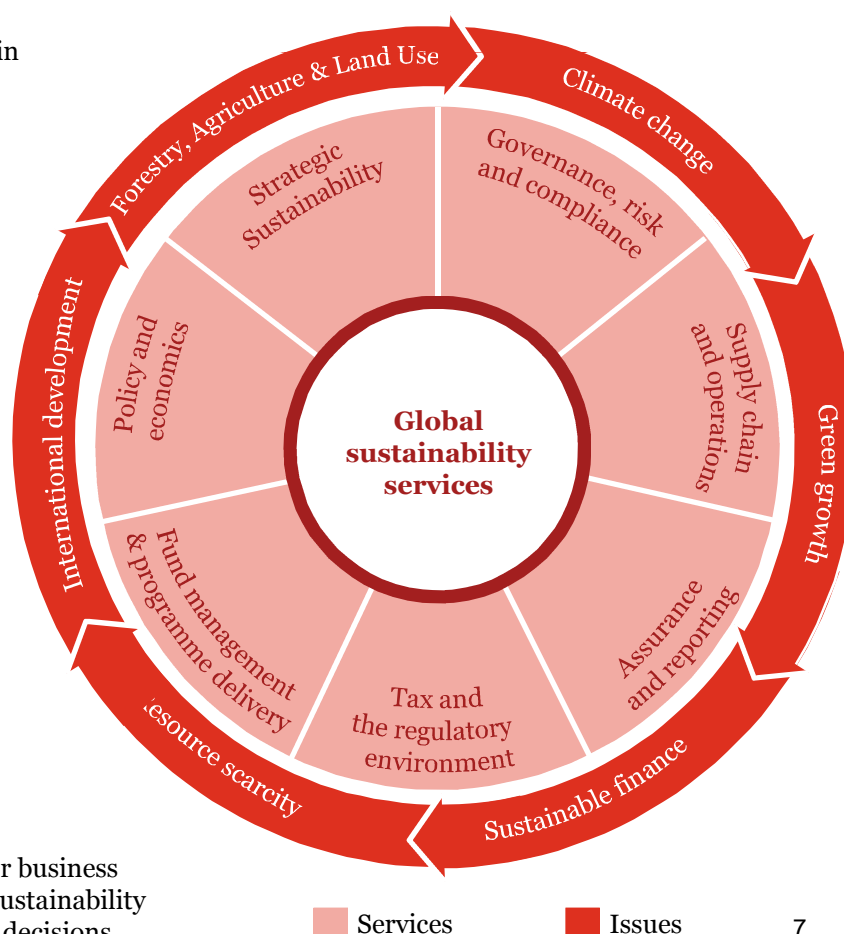 in
Forestry, Agriculture & Land Use
Climate change
Green growth
Sustainable finance
esource scarcity
International development
Strategic
Sustainability
Governance, risk
and compliance
Supply chain
and operations
Assurance
and reporting
Tax and
the regulatory
environment
Fund management
& programme delivery
Policy and
economics
Global
sustainability
services
r business
ustainability
decisions
Services
Issues
7